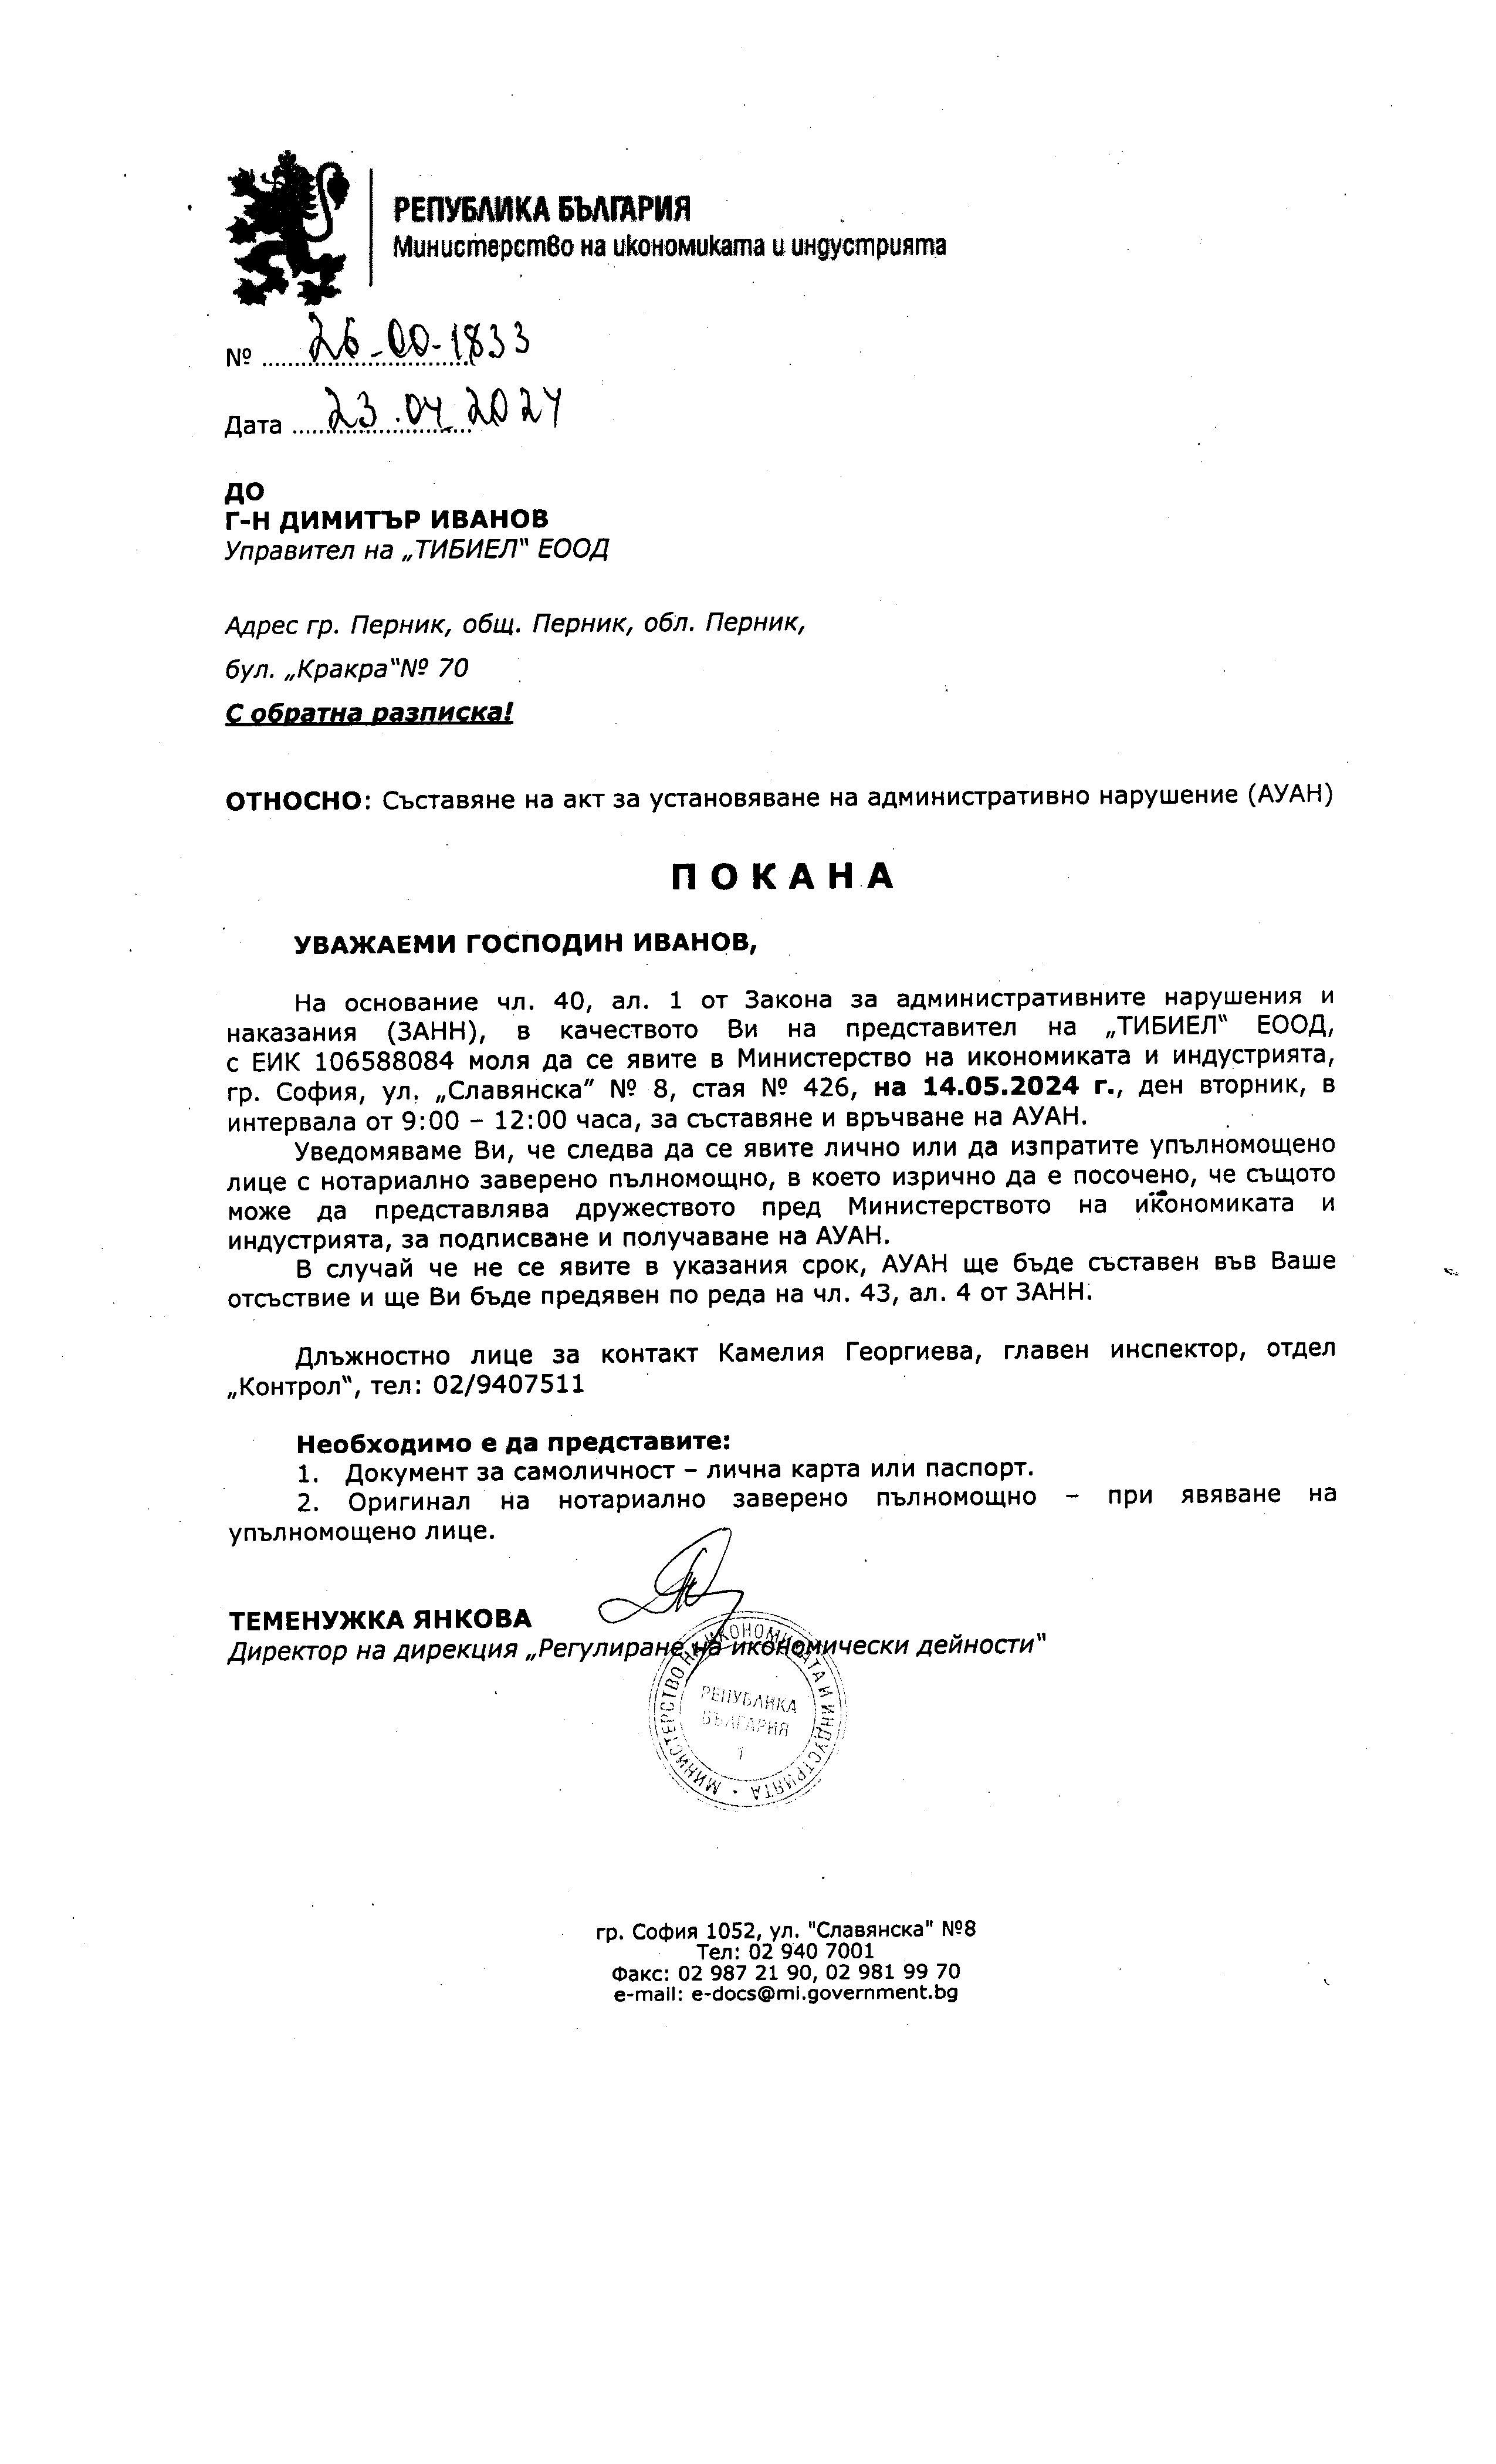 РЕПУБЛИКА БЪЛГАРИЯ
Министерство на икономиката и индустрията
№ 26-00-1833
Дата 23.04.2024
ДО
Г-Н ДИМИТЪР ИВАНОВ
Управител на „ТИБИЕЛ“ ЕООД
Адрес гр. Перник, общ. Перник, обл. Перник,
бул. „Кракра“№ 70
С обратна разписка!
ОТНОСНО: Съставяне на акт за установяване на административно нарушение (АУАН)
П О К А Н А
УВАЖАЕМИ ГОСПОДИН ИВАНОВ,
На основание чл. 40, ал. 1 от Закона за административните нарушения и
наказания (ЗАНН), в качеството Ви на представител на „ТИБИЕЛ“ ЕООД,
с ЕИК 106588084 моля да се явите в Министерство на икономиката и индустрията,
гр. София, ул. „Славянска” № 8, стая № 426, на 14.05.2024 г., ден вторник, в
интервала от 9:00 – 12:00 часа, за съставяне и връчване на АУАН.
Уведомяваме Ви, че следва да се явите лично или да изпратите упълномощено
лице с нотариално заверено пълномощно, в което изрично да е посочено, че същото
може да представлява дружеството пред Министерството на икономиката и
индустрията, за подписване и получаване на АУАН.
В случай че не се явите в указания срок, АУАН ще бъде съставен във Ваше
отсъствие и ще Ви бъде предявен по реда на чл. 43, ал. 4 от ЗАНН.
Длъжностно лице за контакт Камелия Георгиева, главен инспектор, отдел
„Контрол“, тел: 02/9407511
Необходимо е да представите:
1. Документ за самоличност – лична карта или паспорт.
2. Оригинал на нотариално заверено пълномощно – при явяване на
упълномощено лице.
ТЕМЕНУЖКА ЯНКОВА
Директор на дирекция „Регулиране на икономически дейности“
МИНИСТЕРСТВО НА ИКОНОМИКАТА И ИНДУСТРИЯТА
РЕПУБЛИКА
БЪЛГАРИЯ
1
гр. София 1052, ул. "Славянска" №8
Тел: 02 940 7001
Факс: 02 987 21 90, 02 981 99 70
e-mail: e-docs@mi.government.bg